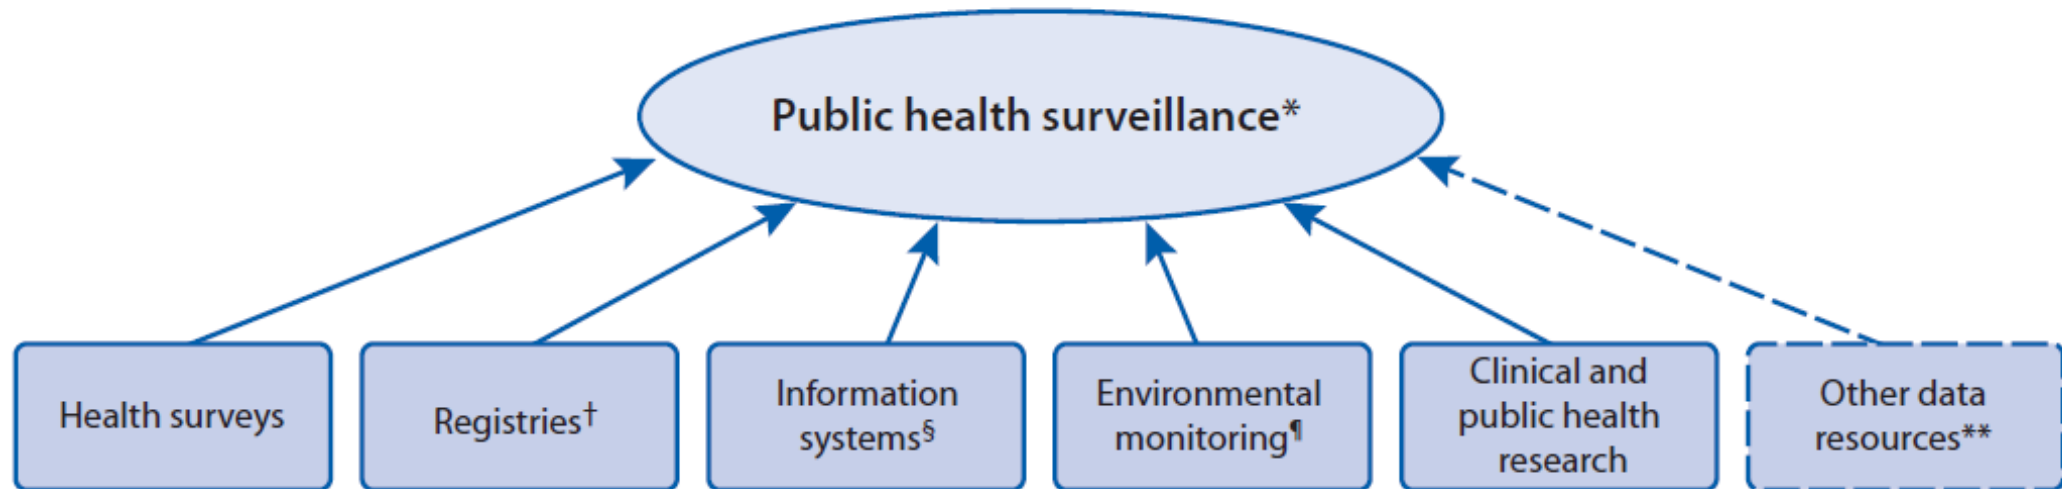 Public health surveillance*
Health surveys
Registries†
Information
systems§
Environmental
monitoring¶
Clinical and
public health
research
Other data
resources**